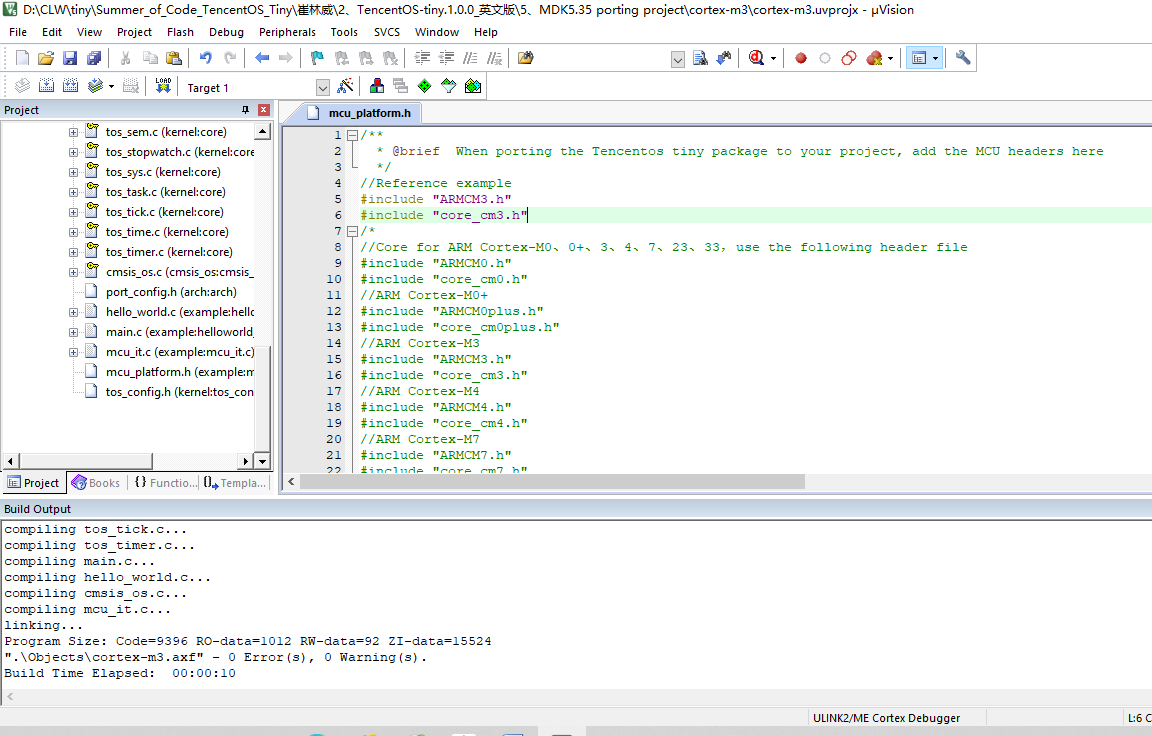 D:\CLW\tiny\Summer_of_Code_TencentOS_Tiny\崔林威\2、TencentOS-tiny.1.0.0_英文版\5、MDK5.35 porting project\cortex-m3\cortex-m3.uvprojx - µVision
File Edit View Project Flash Debug Peripherals Tools SVCS Window Help
LOAD Target 1
Project
mcu_platform.h
tos_sem.c (kernel:core)
tos_stopwatch.c (kernel:core
tos_sys.c (kernel:core)
tos_task.c (kernel:core)
tos_tick.c (kernel:core)
tos_time.c (kernel:core)
tos_timer.c (kernel:core)
cmsis_os.c (cmsis_os:cmsis_
port_config.h (arch:arch)
hello_world.c (example:hellc
main.c (example:helloworld_
mcu_it.c (example:mcu_it.c)
mcu_platform.h (example:m
tos_config.h (kernel:tos_con
Project Books {} Functio... {} Templa...
1 /**
2 * @brief  When porting the Tencentos tiny package to your project, add the MCU headers here
3 */
4 //Reference example
5 #include "ARMCM3.h"
6 #include "core_cm3.h"
7 /*
8 //Core for ARM Cortex-M0、0+、3、4、7、23、33，use the following header file
9 #include "ARMCM0.h"
10 #include "core_cm0.h"
11 //ARM Cortex-M0+
12 #include "ARMCM0plus.h"
13 #include "core_cm0plus.h"
14 //ARM Cortex-M3
15 #include "ARMCM3.h"
16 #include "core_cm3.h"
17 //ARM Cortex-M4
18 #include "ARMCM4.h"
19 #include "core_cm4.h"
20 //ARM Cortex-M7
21 #include "ARMCM7.h"
22 #include "core_cm7.h"
Build Output
compiling tos_tick.c...
compiling tos_timer.c...
compiling main.c...
compiling hello_world.c...
compiling cmsis_os.c...
compiling mcu_it.c...
linking...
Program Size: Code=9396 RO-data=1012 RW-data=92 ZI-data=15524
".\Objects\cortex-m3.axf" - 0 Error(s), 0 Warning(s).
Build Time Elapsed:  00:00:10
ULINK2/ME Cortex Debugger
L:6 C